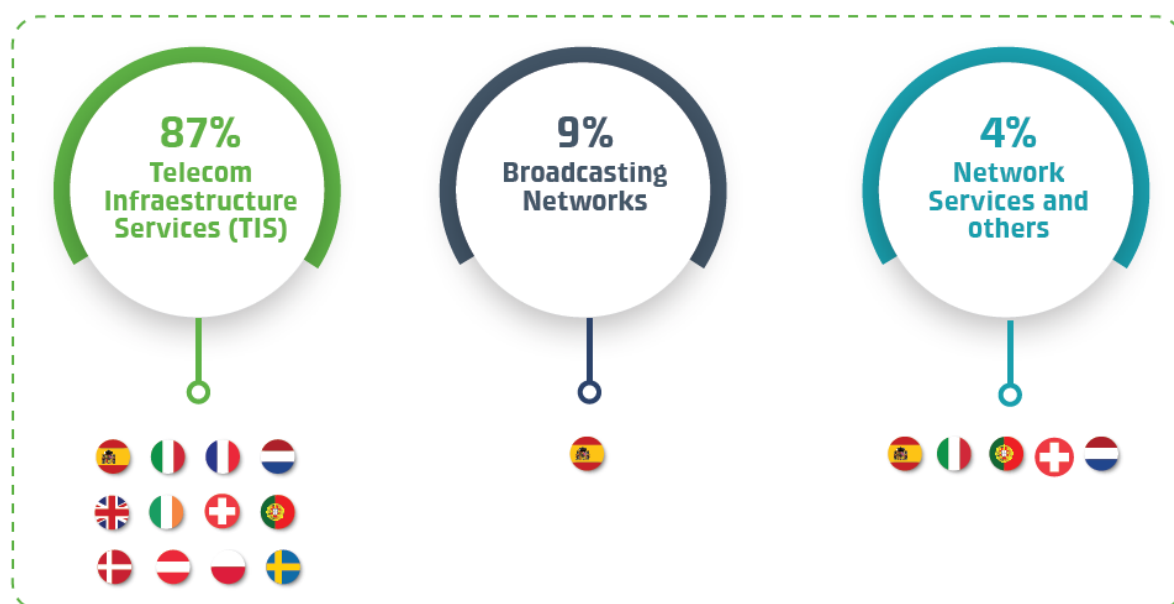 87%
Telecom
Infraestructure
Services (TIS)
9%
Broadcasting
Networks
4%
Network
Services and
others